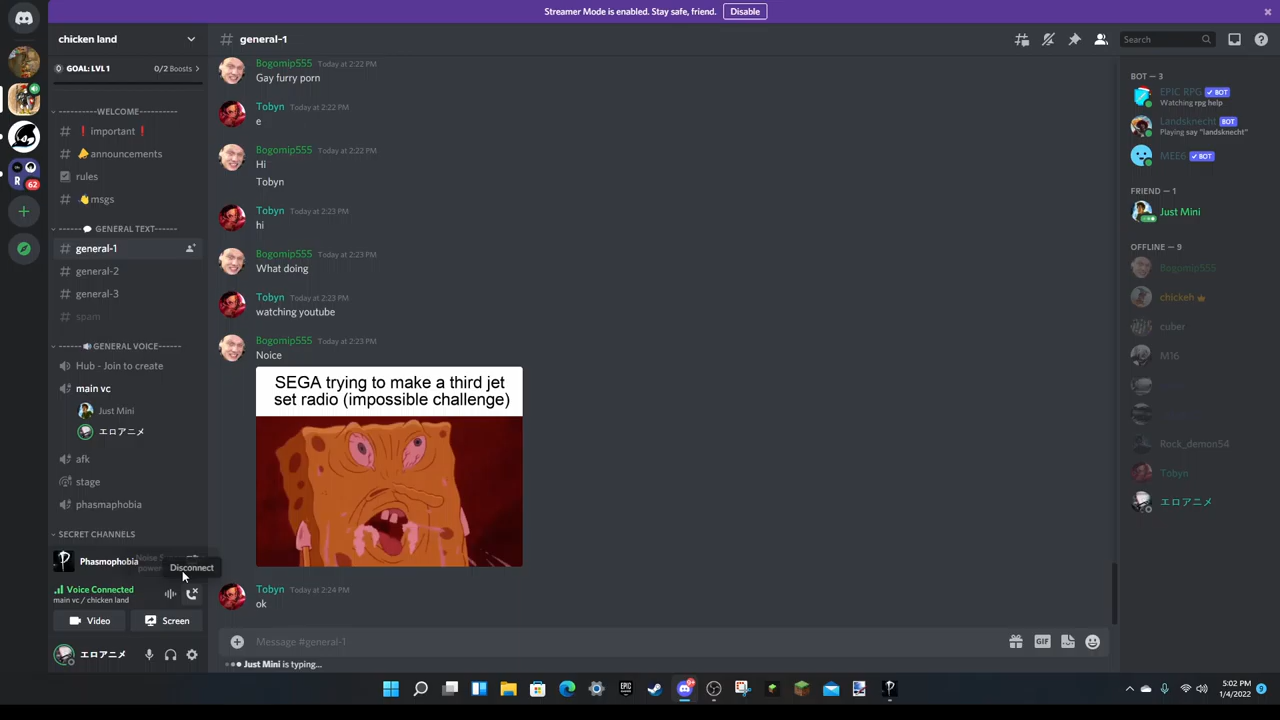 Streamer Mode is enabled. Stay safe, friend.
Disable
chicken land
GOAL: LVL 1
0/2 Boosts
----------WELCOME----------
❗ important ❗
announcements
rules
msgs
GENERAL TEXT
general-1
general-2
general-3
spam
GENERAL VOICE
Hub - Join to create
main vc
Just Mini
エロアニメ
afk
stage
phasmaphobia
SECRET CHANNELS
Phasmophobia
Disconnect
Voice Connected
main vc / chicken land
Video
Screen
エロアニメ
R
62
general-1
Search
Bogomip555 Today at 2:22 PM
Gay furry porn
Tobyn Today at 2:22 PM
e
Bogomip555 Today at 2:22 PM
Hi
Tobyn
Tobyn Today at 2:23 PM
hi
Bogomip555 Today at 2:23 PM
What doing
Tobyn Today at 2:23 PM
watching youtube
Bogomip555 Today at 2:23 PM
Noice
SEGA trying to make a third jet
set radio (impossible challenge)
Tobyn Today at 2:24 PM
ok
Message #general-1
GIF
Just Mini is typing...
BOT — 3
EPIC RPG BOT
Watching rpg help
Landsknecht BOT
Playing say "landsknecht"
MEE6 BOT
FRIEND — 1
Just Mini
OFFLINE — 9
Bogomip555
chickeh
cuber
M16
Rock_demon54
Tobyn
エロアニメ
5:02 PM
1/4/2022